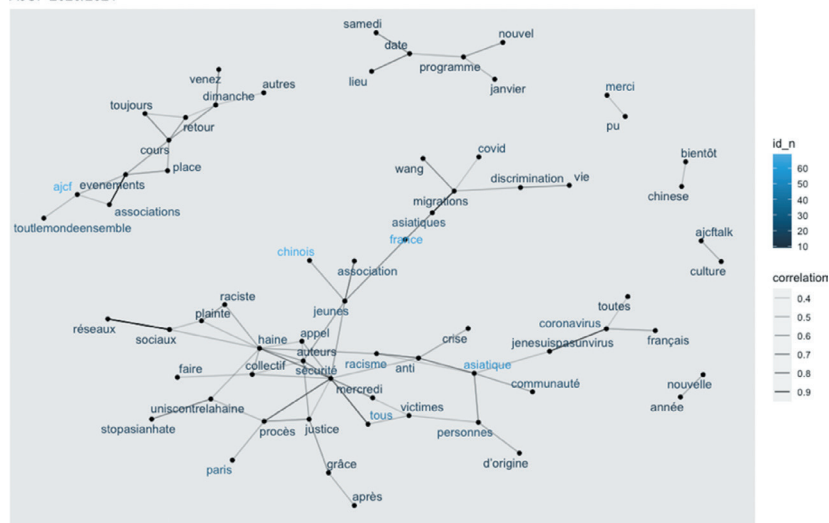 samedi
nouvel
date
programme
venez
lieu
janvier
autres
merci
dimanche
toujours
retour
pu
cours
covid
bientôt
wang
place
discrimination
vie
ajcf
evenements
migrations
chinese
associations
asiatiques
toutlemondeensemble
ajcftalk
france
chinois
association
culture
raciste
jeunes
toutes
plainte
coronavirus
réseaux
sociaux
haine
appel
crise
jenesuispasunvirus
français
auteurs
faire
collectif
sécurité
racisme
anti
asiatique
mercredi
communauté
nouvelle
uniscontrelahaine
tous
victimes
année
stopasianhate
procès
justice
personnes
paris
grâce
d'origine
après
id_n
60
50
40
30
20
10
correlation
0.4
0.5
0.6
0.7
0.8
0.9